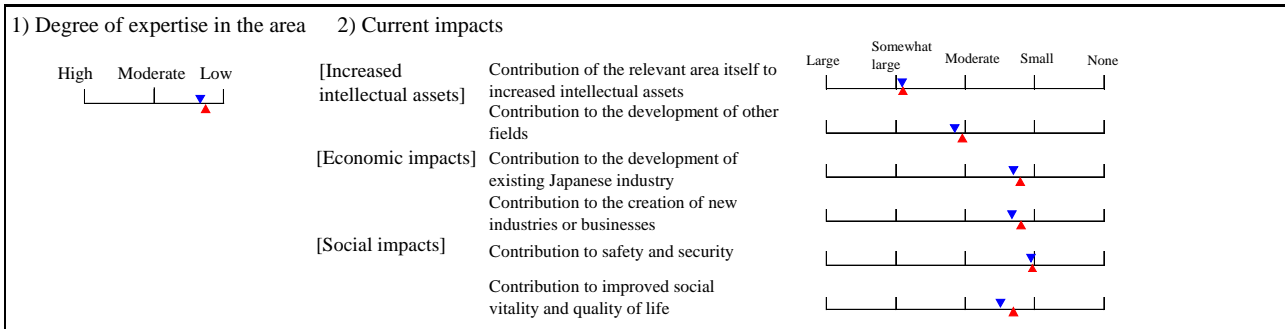 1) Degree of expertise in the area 2) Current impacts
High Moderate Low
[Increased
intellectual assets]
Contribution of the relevant area itself to
increased intellectual assets
Large Somewhat
large Moderate Small None
Contribution to the development of other
fields
[Economic impacts] Contribution to the development of
existing Japanese industry
Contribution to the creation of new
industries or businesses
[Social impacts] Contribution to safety and security
Contribution to improved social
vitality and quality of life